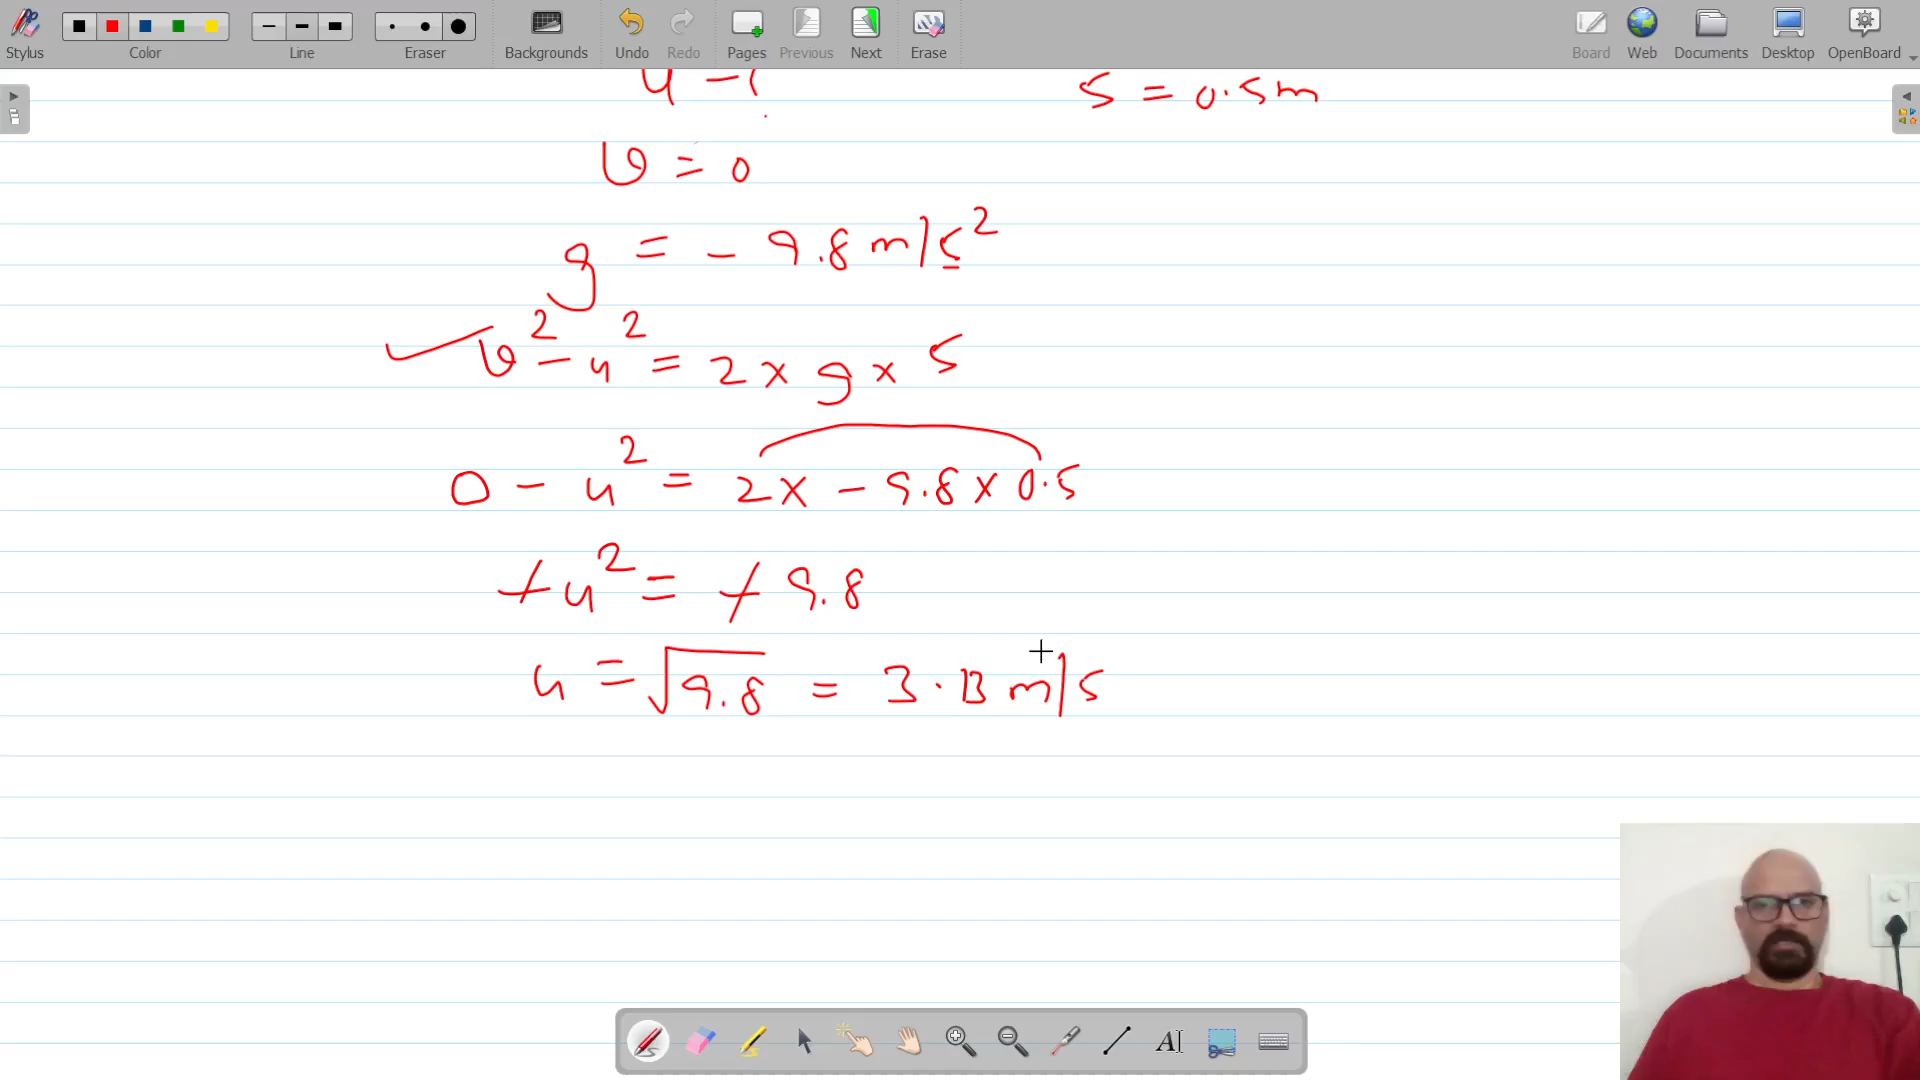 Stylus Color Line Eraser Backgrounds Undo Redo Pages Previous Next Erase Board Web Documents Desktop OpenBoard
s = 0.5m
v = 0
g = - 9.8 m/s²
v² - u² = 2 x g x s
0 - u² = 2x - 9.8 x 0.5
-u² = -9.8
u = √9.8 = 3.13 m/s